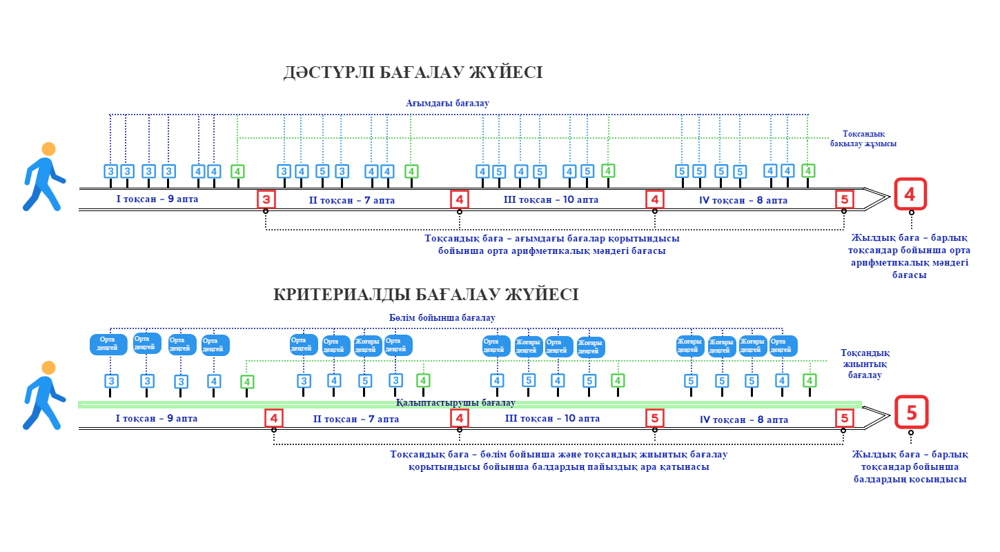 ДӘСТҮРЛІ БАҒАЛАУ ЖҮЙЕСІ
Ағымдағы бағалау
Тоқсандық
бақылау жұмысы
3 3 3 3 4 4 4 3 4 5 3 4 4 4 4 5 4 5 4 5 4 5 5 5 5 4 4 4
I тоқсан – 9 апта 3 II тоқсан – 7 апта 4 III тоқсан – 10 апта 4 IV тоқсан – 8 апта 5 4
Тоқсандық баға – ағымдағы бағалар қорытындысы
бойынша орта арифметикалық мәндегі бағасы
Жылдық баға – барлық
тоқсандар бойынша орта
арифметикалық мәндегі
бағасы
КРИТЕРИАЛДЫ БАҒАЛАУ ЖҮЙЕСІ
Бөлім бойынша бағалау
Орта Орта Орта Орта Орта Орта Жоғары Орта Орта Жоғары Орта Жоғары Жоғары Жоғары Жоғары Орта
деңгей деңгей деңгей деңгей деңгей деңгей деңгей деңгей деңгей деңгей деңгей деңгей деңгей деңгей деңгей деңгей
Тоқсандық
жиынтық
бағалау
3 3 3 4 4 3 4 5 3 4 4 5 4 5 4 5 5 5 4 4
Қалыптастырушы бағалау
I тоқсан – 9 апта 4 II тоқсан – 7 апта 4 III тоқсан – 10 апта 5 IV тоқсан – 8 апта 5 5
Тоқсандық баға – бөлім бойынша және тоқсандық жиынтық бағалау
қорытындысы бойынша балдардың пайыздық ара қатынасы
Жылдық баға – барлық
тоқсандар бойынша
балдардың қосындысы